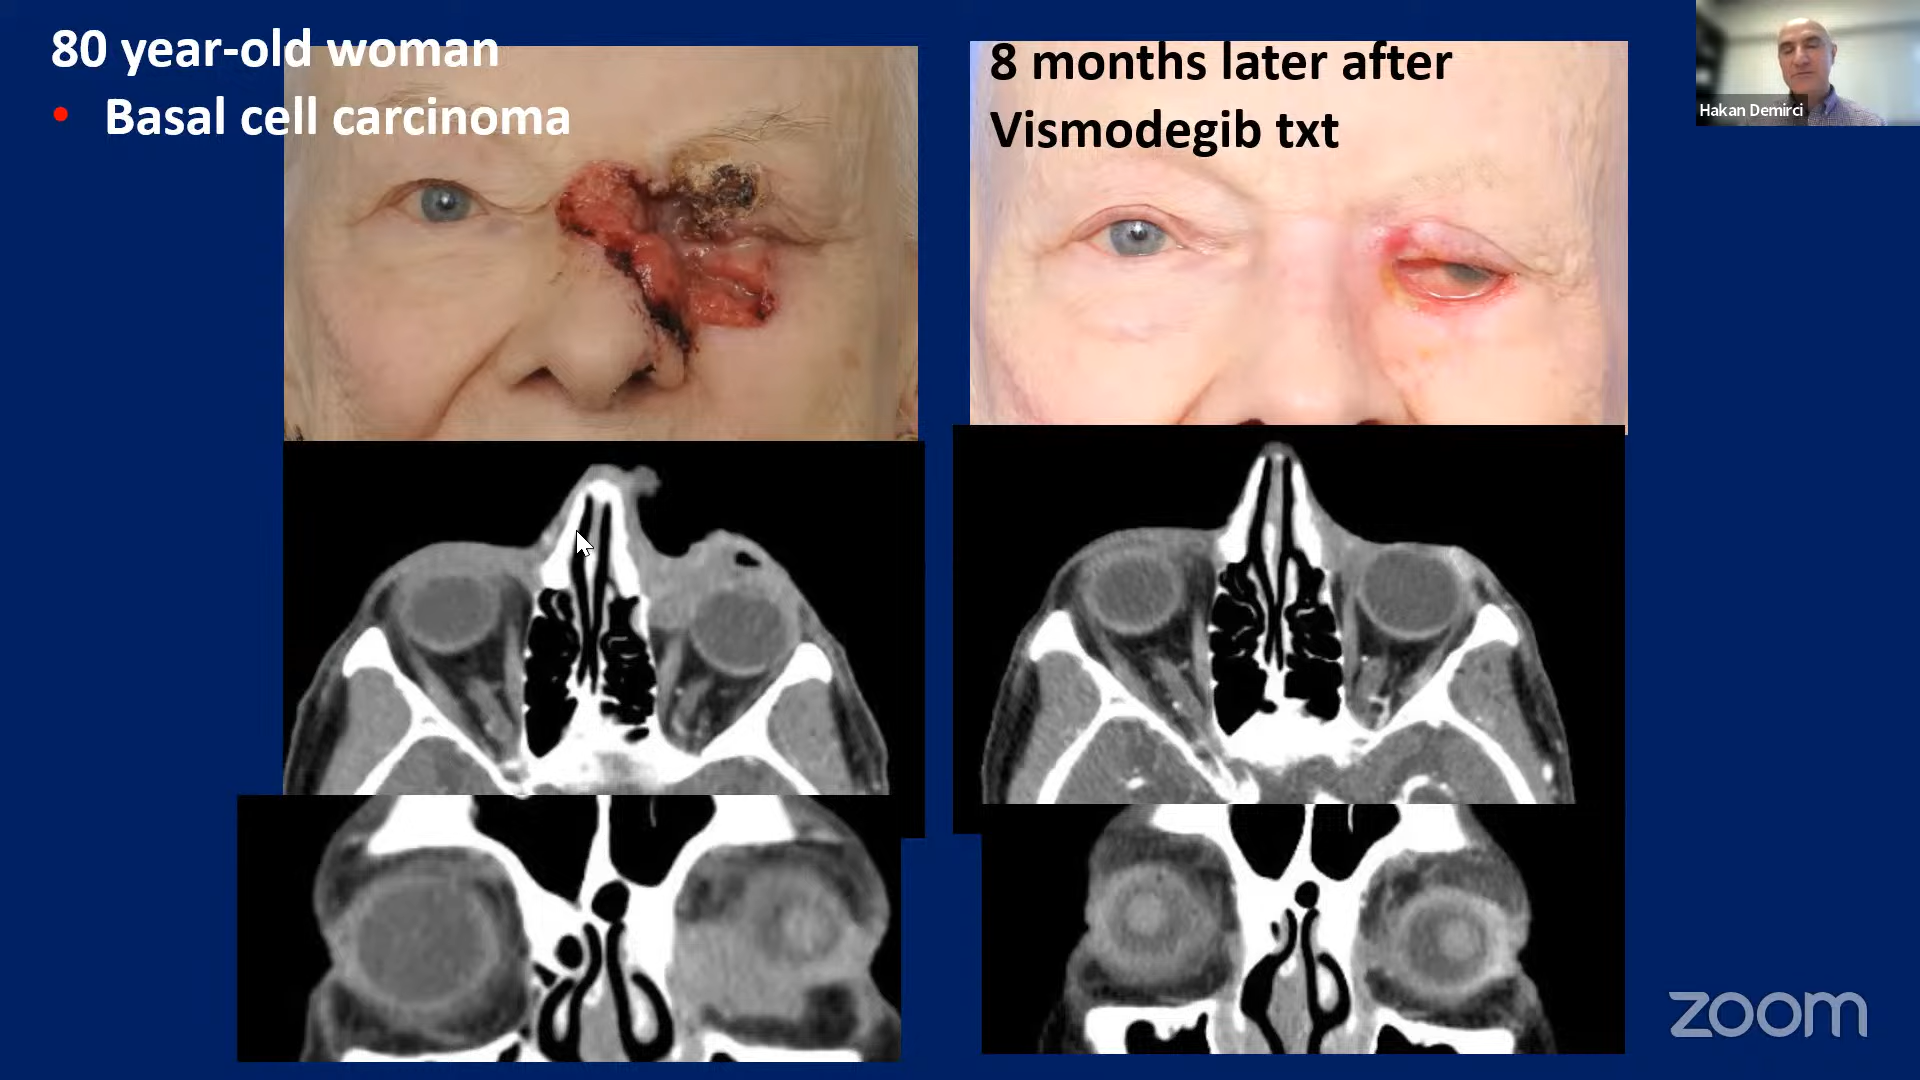 80 year-old woman
• Basal cell carcinoma
8 months later after
Vismodegib txt
Hakan Demirci
zoom